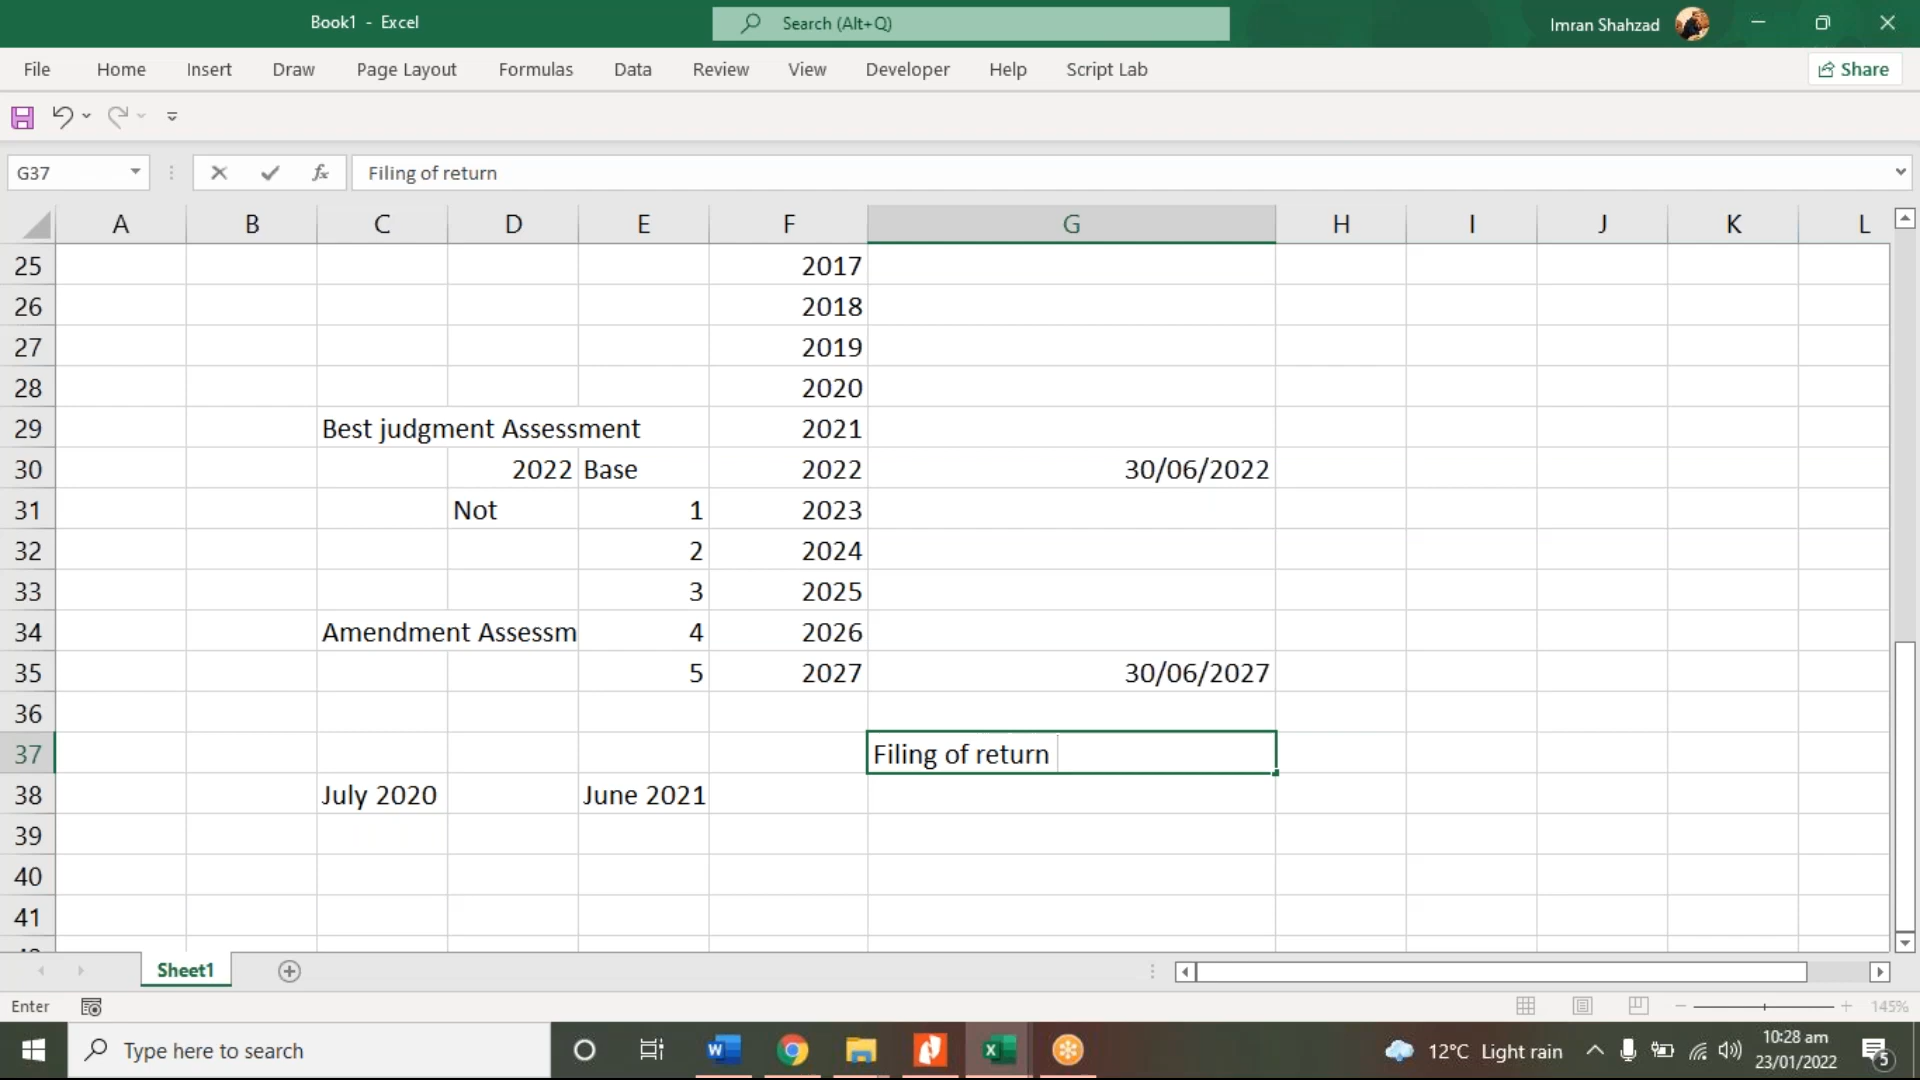 Book1 - Excel
Search (Alt+Q)
Imran Shahzad
File Home Insert Draw Page Layout Formulas Data Review View Developer Help Script Lab
Share
G37
fx
Filing of return
A B C D E F G H I J K L
25 2017
26 2018
27 2019
28 2020
29 Best judgment Assessment 2021
30 2022 Base 2022 30/06/2022
31 Not 1 2023
32 2 2024
33 3 2025
34 Amendment Assessm 4 2026
35 5 2027 30/06/2027
36
37 Filing of return
38 July 2020 June 2021
39
40
41
Sheet1
Enter
145%
Type here to search
12°C Light rain
10:28 am
23/01/2022
5